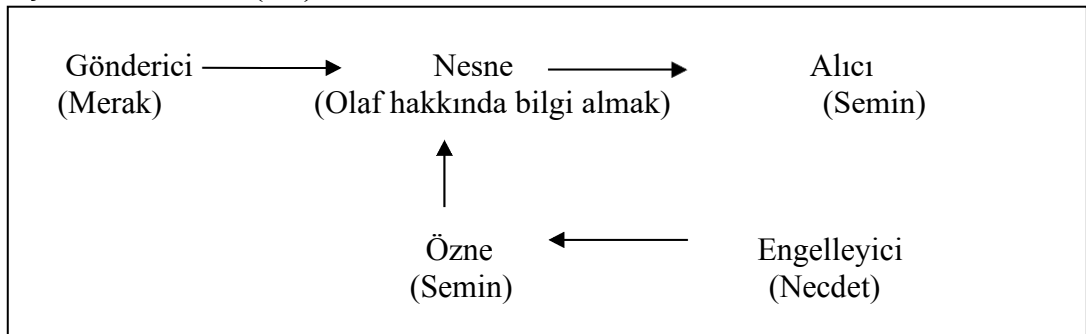 Gönderici Nesne Alıcı
(Merak) (Olaf hakkında bilgi almak) (Semin)
Özne Engelleyici
(Semin) (Necdet)